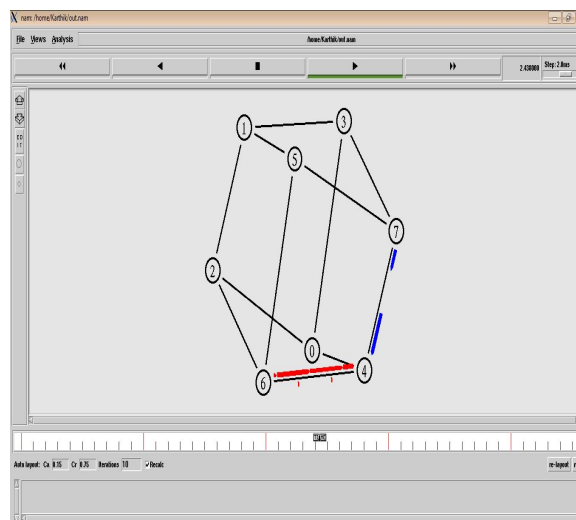 nam: /home/Karthik/out.nam
File Views Analysis /home/Karthik/out.nam
2.438000 Step: 2.0ms
1
3
5
7
2
0
4
6
Auto layout: Ca 0.15 Cr 0.75 Iterations 10 Recalc re-layout